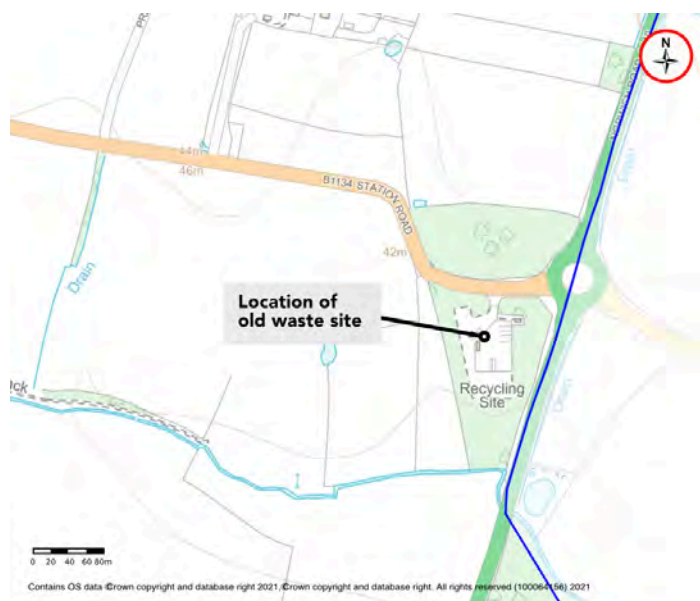 N
44m
46m
B1134 STATION ROAD
42m
Drain
Drain
Location of
old waste site
Recycling
Site
Drain
ock
0 20 40 60 80m
Contains OS data ©Crown copyright and database right 2021, ©Crown copyright and database right. All rights reserved (100064156) 2021